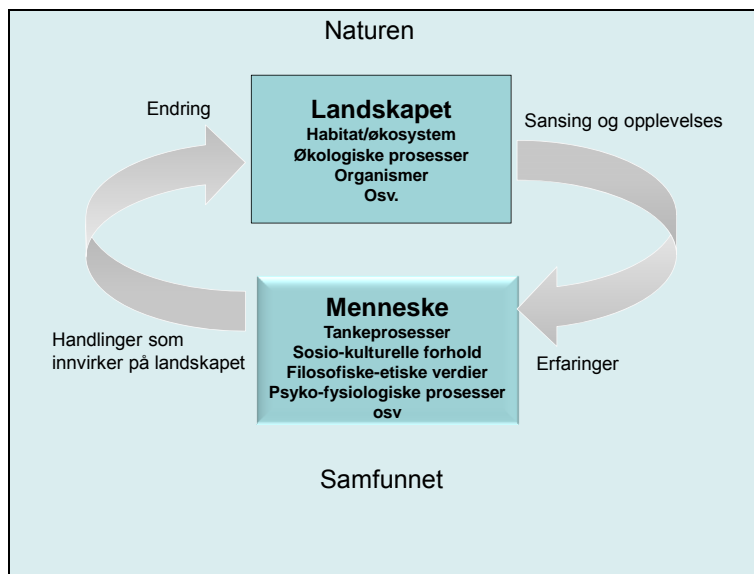 Naturen
Endring
Landskapet
Habitat/økosystem
Økologiske prosesser
Organismer
Osv.
Sansing og opplevelses
Menneske
Tankeprosesser
Sosio-kulturelle forhold
Filosofiske-etiske verdier
Psyko-fysiologiske prosesser
osv
Handlinger som
innvirker på landskapet
Erfaringer
Samfunnet